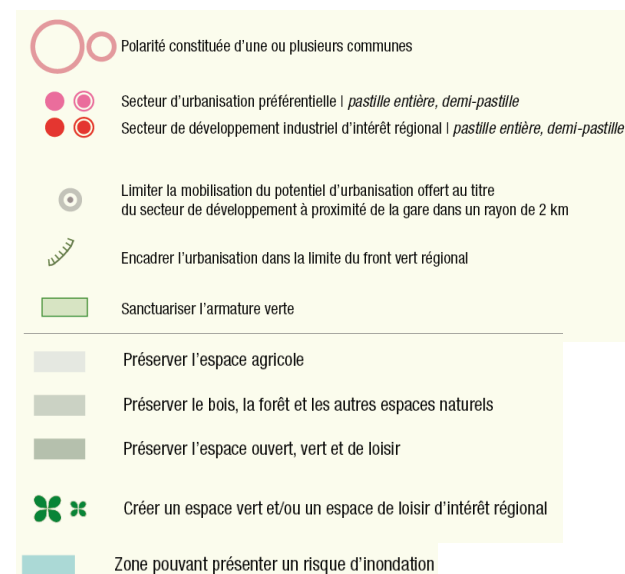 Polarité constituée d'une ou plusieurs communes
Secteur d'urbanisation préférentielle | pastille entière, demi-pastille
Secteur de développement industriel d'intérêt régional | pastille entière, demi-pastille
Limiter la mobilisation du potentiel d'urbanisation offert au titre
du secteur de développement à proximité de la gare dans un rayon de 2 km
Encadrer l'urbanisation dans la limite du front vert régional
Sanctuariser l'armature verte
Préserver l'espace agricole
Préserver le bois, la forêt et les autres espaces naturels
Préserver l'espace ouvert, vert et de loisir
Créer un espace vert et/ou un espace de loisir d'intérêt régional
Zone pouvant présenter un risque d'inondation